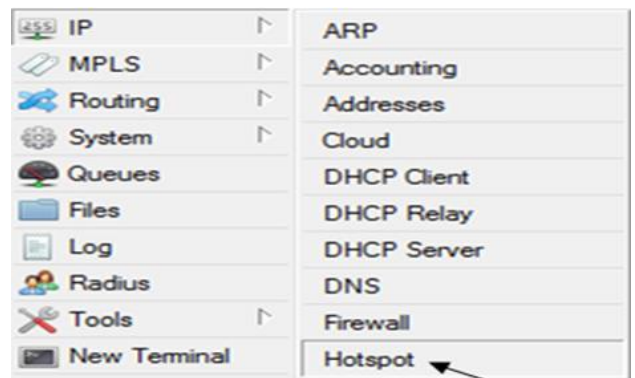 255 IP
MPLS
Routing
System
Queues
Files
Log
Radius
Tools
New Terminal
ARP
Accounting
Addresses
Cloud
DHCP Client
DHCP Relay
DHCP Server
DNS
Firewall
Hotspot